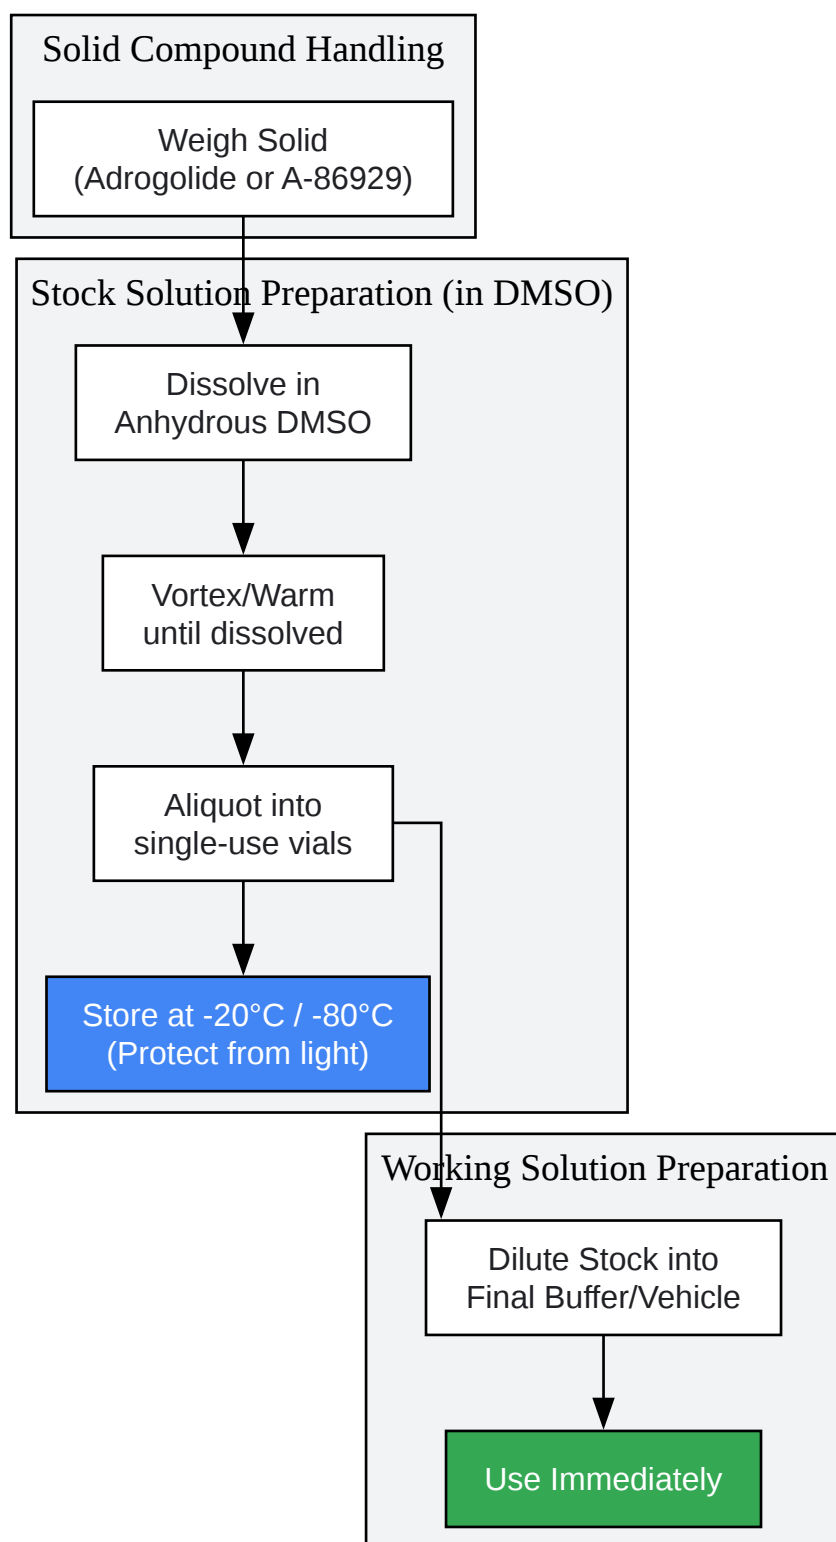 Solid Compound Handling
Weigh Solid
(Adrogolide or A-86929)
Stock Solution Preparation (in DMSO)
Dissolve in
Anhydrous DMSO
Vortex/Warm
until dissolved
Aliquot into
single-use vials
Store at -20°C / -80°C
(Protect from light)
Working Solution Preparation
Dilute Stock into
Final Buffer/Vehicle
Use Immediately